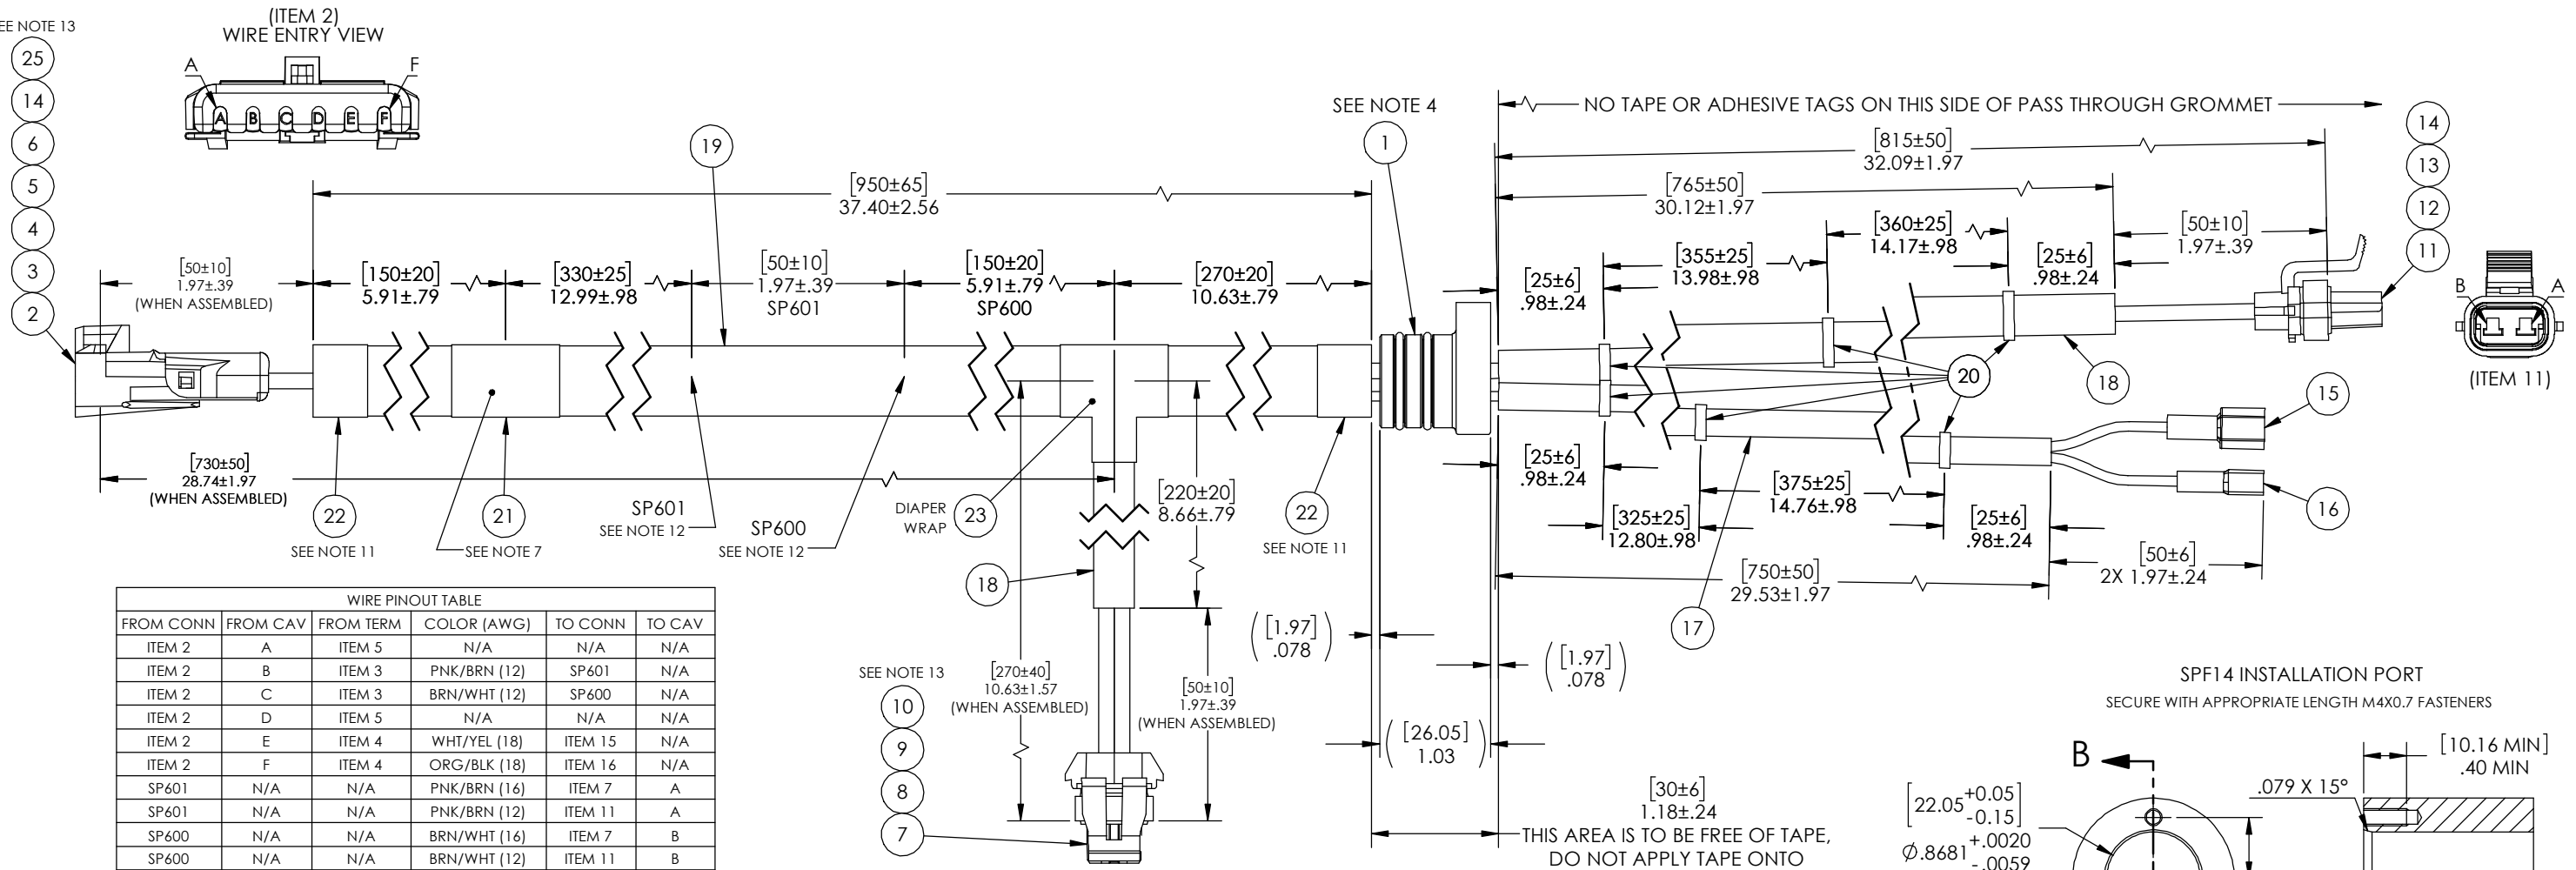 SEE NOTE 13
25
14
6
5
4
3
2
(ITEM 2)
WIRE ENTRY VIEW
A
F
A B C D E F
19
[950±65]
37.40±2.56
[50±10]
1.97±.39
(WHEN ASSEMBLED)
[150±20]
5.91±.79
[330±25]
12.99±.98
[50±10]
1.97±.39
SP601
[150±20]
5.91±.79
SP600
[270±20]
10.63±.79
SEE NOTE 4
1
NO TAPE OR ADHESIVE TAGS ON THIS SIDE OF PASS THROUGH GROMMET
[815±50]
32.09±1.97
[765±50]
30.12±1.97
[25±6]
.98±.24
[355±25]
13.98±.98
[360±25]
14.17±.98
[25±6]
.98±.24
[50±10]
1.97±.39
14
13
12
11
B
A
(ITEM 11)
20
18
15
16
[730±50]
28.74±1.97
(WHEN ASSEMBLED)
22
SEE NOTE 11
21
SEE NOTE 7
SP601
SEE NOTE 12
SP600
SEE NOTE 12
DIAPER
WRAP
23
[220±20]
8.66±.79
22
SEE NOTE 11
18
[25±6]
.98±.24
[325±25]
12.80±.98
[375±25]
14.76±.98
[25±6]
.98±.24
[50±6]
2X 1.97±.24
[750±50]
29.53±1.97
17
([1.97]
.078)
([1.97]
.078)
([26.05]
1.03)
SEE NOTE 13
10
9
8
7
[270±40]
10.63±1.57
(WHEN ASSEMBLED)
[50±10]
1.97±.39
(WHEN ASSEMBLED)
[30±6]
1.18±.24
THIS AREA IS TO BE FREE OF TAPE,
DO NOT APPLY TAPE ONTO
SPF14 INSTALLATION PORT
SECURE WITH APPROPRIATE LENGTH M4X0.7 FASTENERS
B
[22.05 +0.05 -0.15]
Ø.8681 +.0020 -.0059
.079 X 15°
[10.16 MIN]
.40 MIN
WIRE PINOUT TABLE
FROM CONN FROM CAV FROM TERM COLOR (AWG) TO CONN TO CAV
ITEM 2 A ITEM 5 N/A N/A N/A
ITEM 2 B ITEM 3 PNK/BRN (12) SP601 N/A
ITEM 2 C ITEM 3 BRN/WHT (12) SP600 N/A
ITEM 2 D ITEM 5 N/A N/A N/A
ITEM 2 E ITEM 4 WHT/YEL (18) ITEM 15 N/A
ITEM 2 F ITEM 4 ORG/BLK (18) ITEM 16 N/A
SP601 N/A N/A PNK/BRN (16) ITEM 7 A
SP601 N/A N/A PNK/BRN (12) ITEM 11 A
SP600 N/A N/A BRN/WHT (16) ITEM 7 B
SP600 N/A N/A BRN/WHT (12) ITEM 11 B